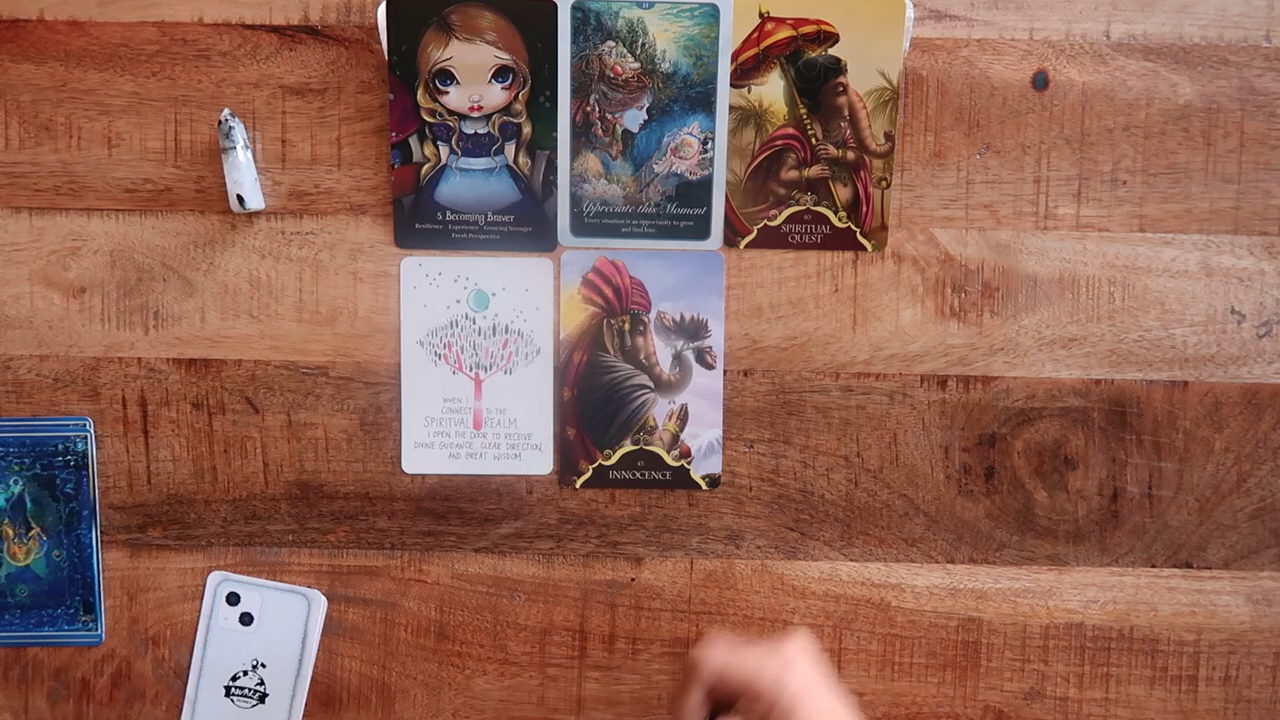 5. Becoming Braver
Resilience Experience Growing Stronger
Fresh Perspective
11
Appreciate this Moment
Every situation is an opportunity to grow
and find love.
40
SPIRITUAL
QUEST
WHEN I
CONNECT TO THE
SPIRITUAL REALM,
I OPEN THE DOOR TO RECEIVE
DIVINE GUIDANCE, CLEAR DIRECTION,
AND GREAT WISDOM.
INNOCENCE
AWAKE